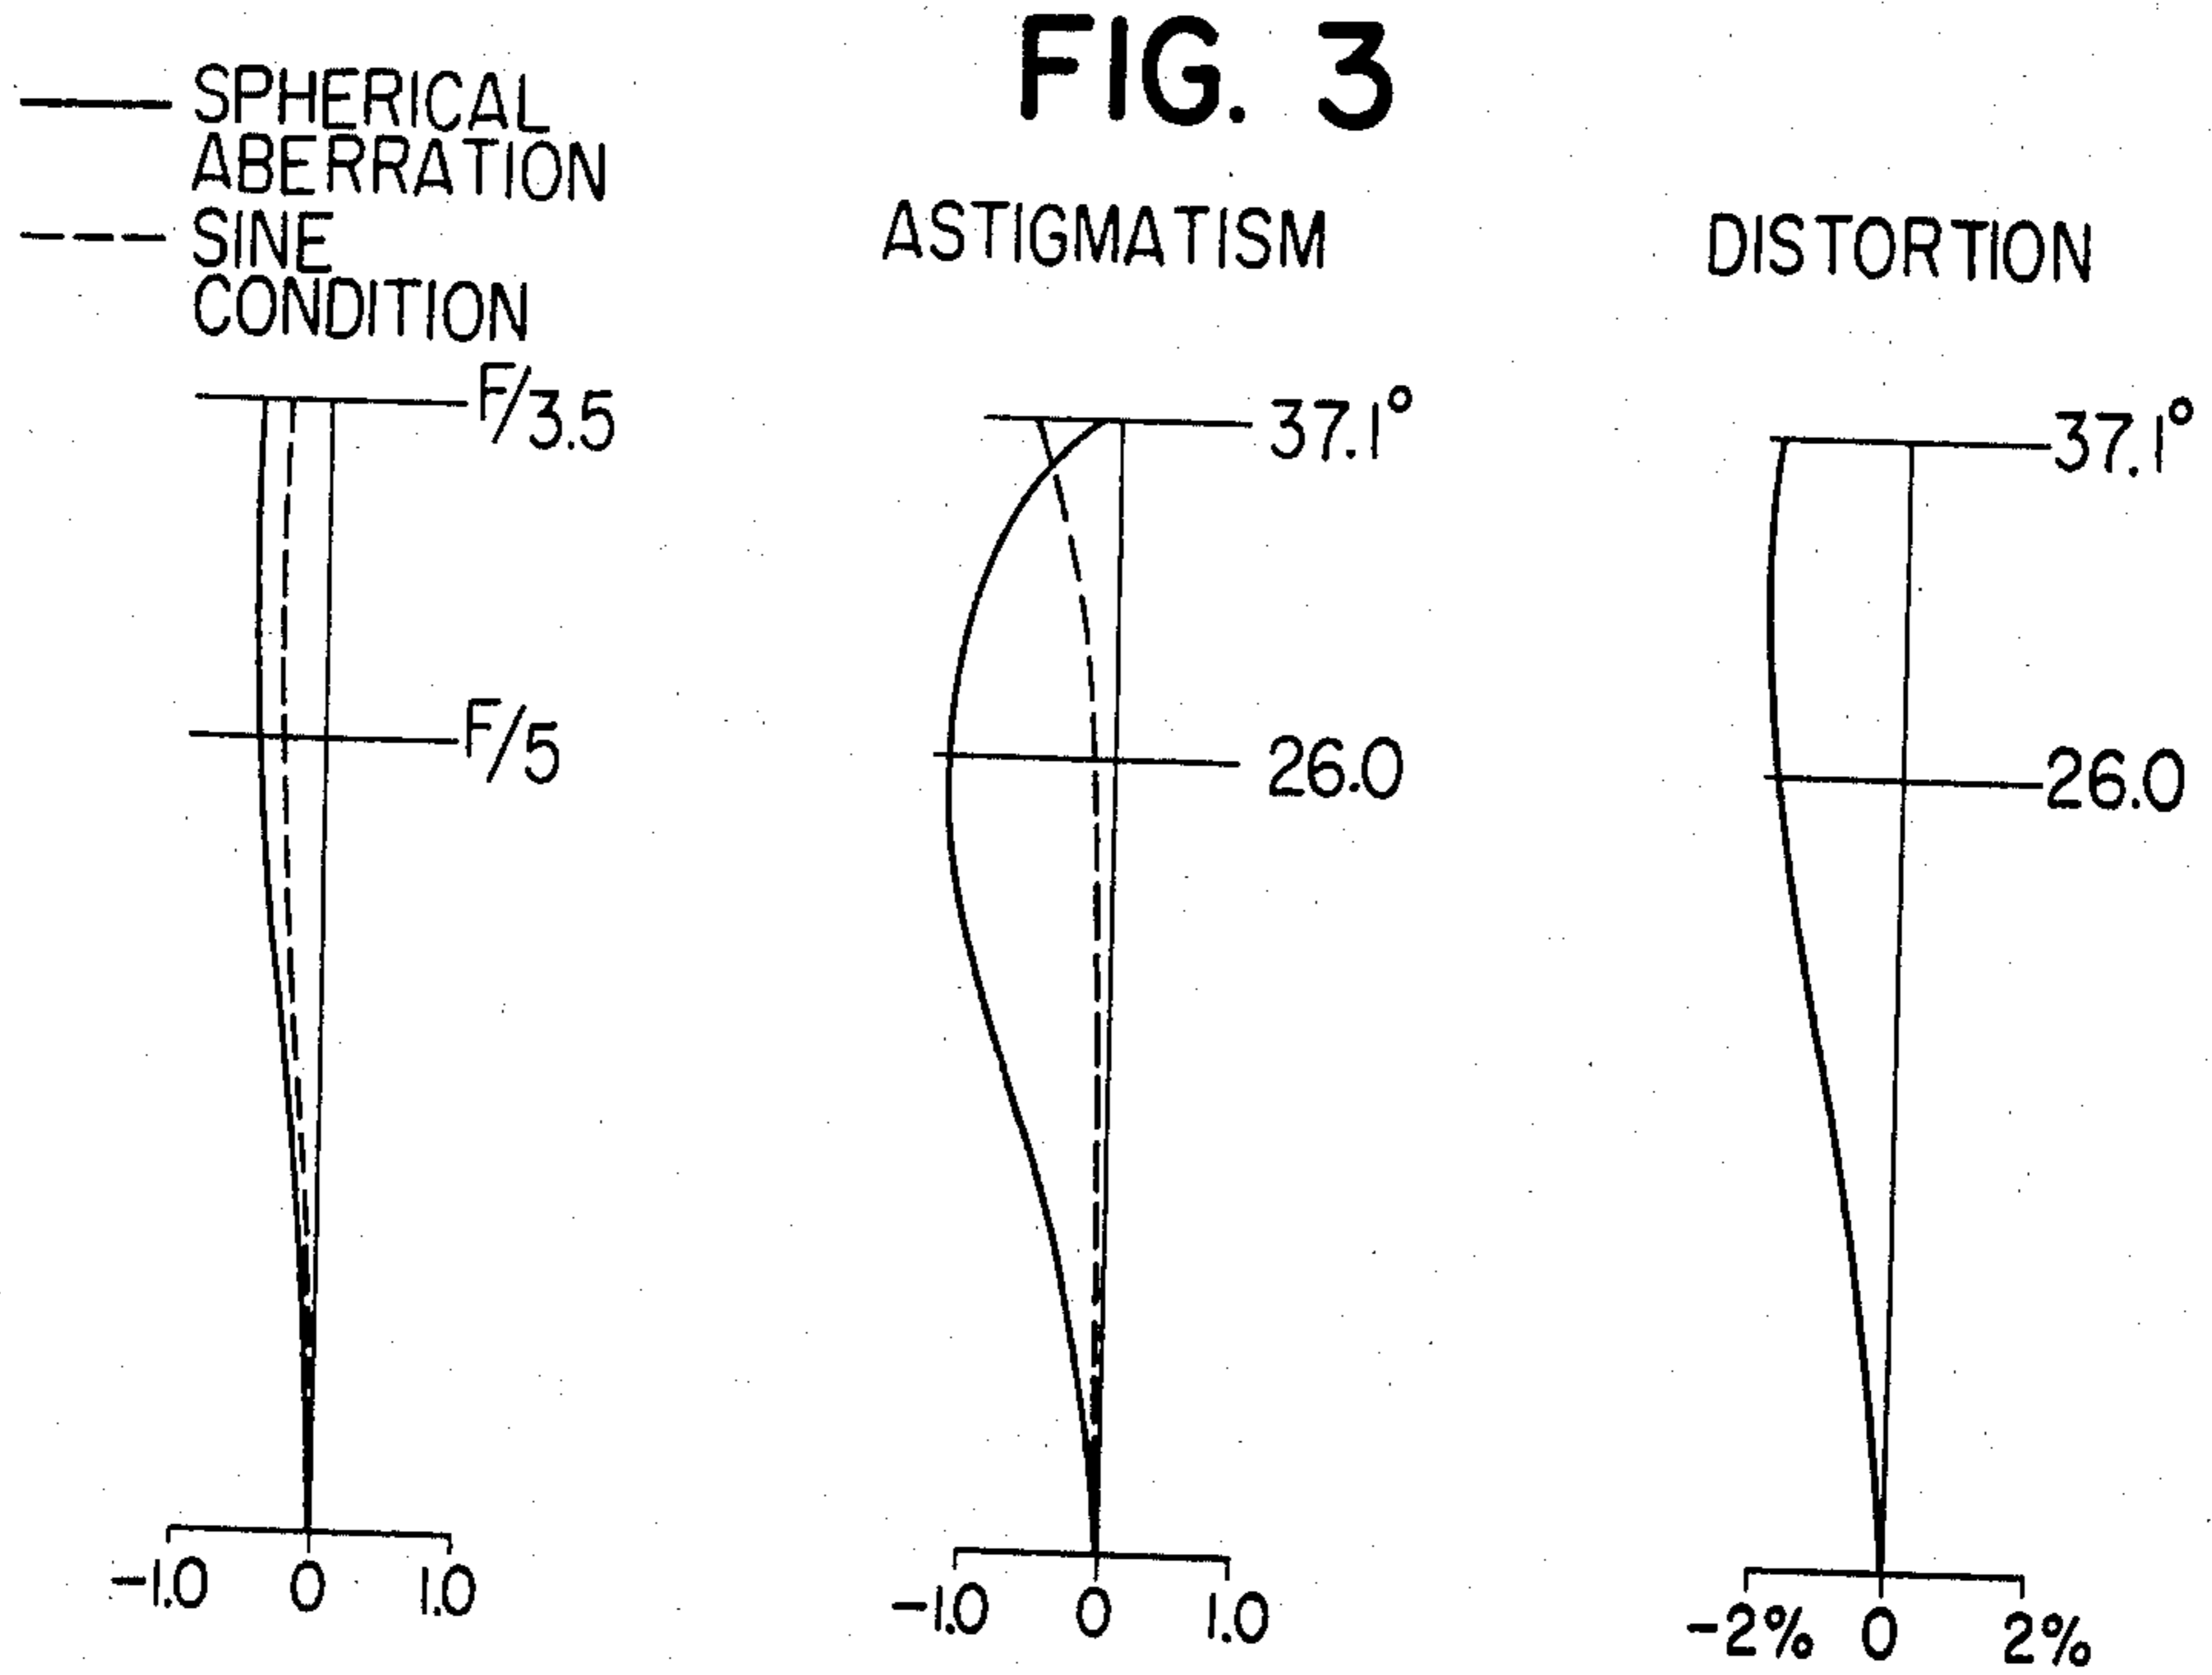 FIG. 3
SPHERICAL
ABERRATION
SINE
CONDITION
F/3.5
F/5
-1.0 0 1.0
ASTIGMATISM
37.1°
26.0
-1.0 0 1.0
DISTORTION
37.1°
26.0
-2% 0 2%